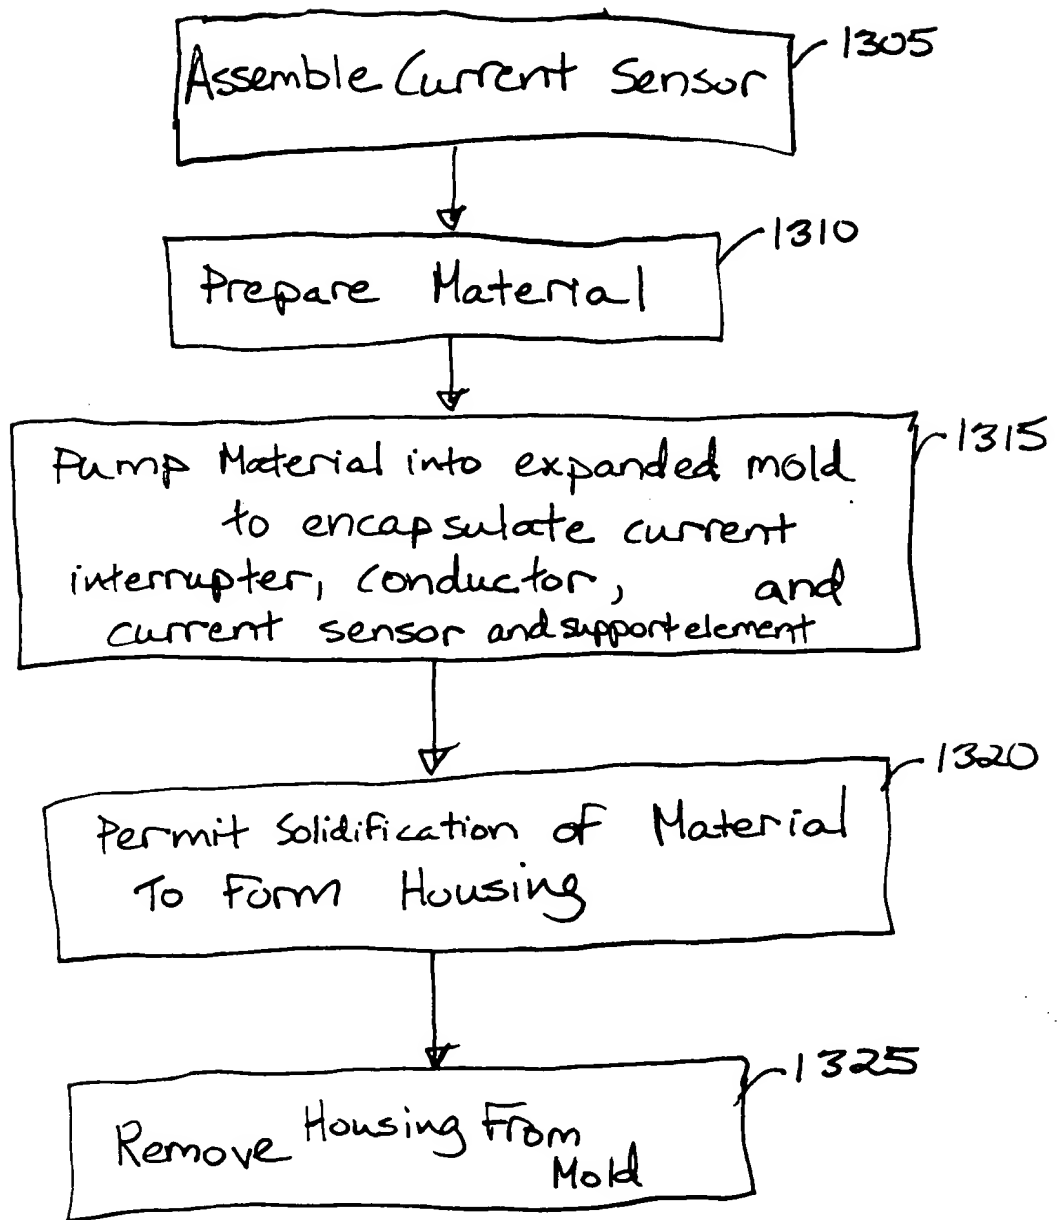 Assemble Current Sensor
1305
Prepare Material
1310
Pump Material into expanded mold
to encapsulate current
interrupter, conductor, and
current sensor and support element
1315
Permit Solidification of Material
To Form Housing
1320
Remove Housing From
Mold
1325